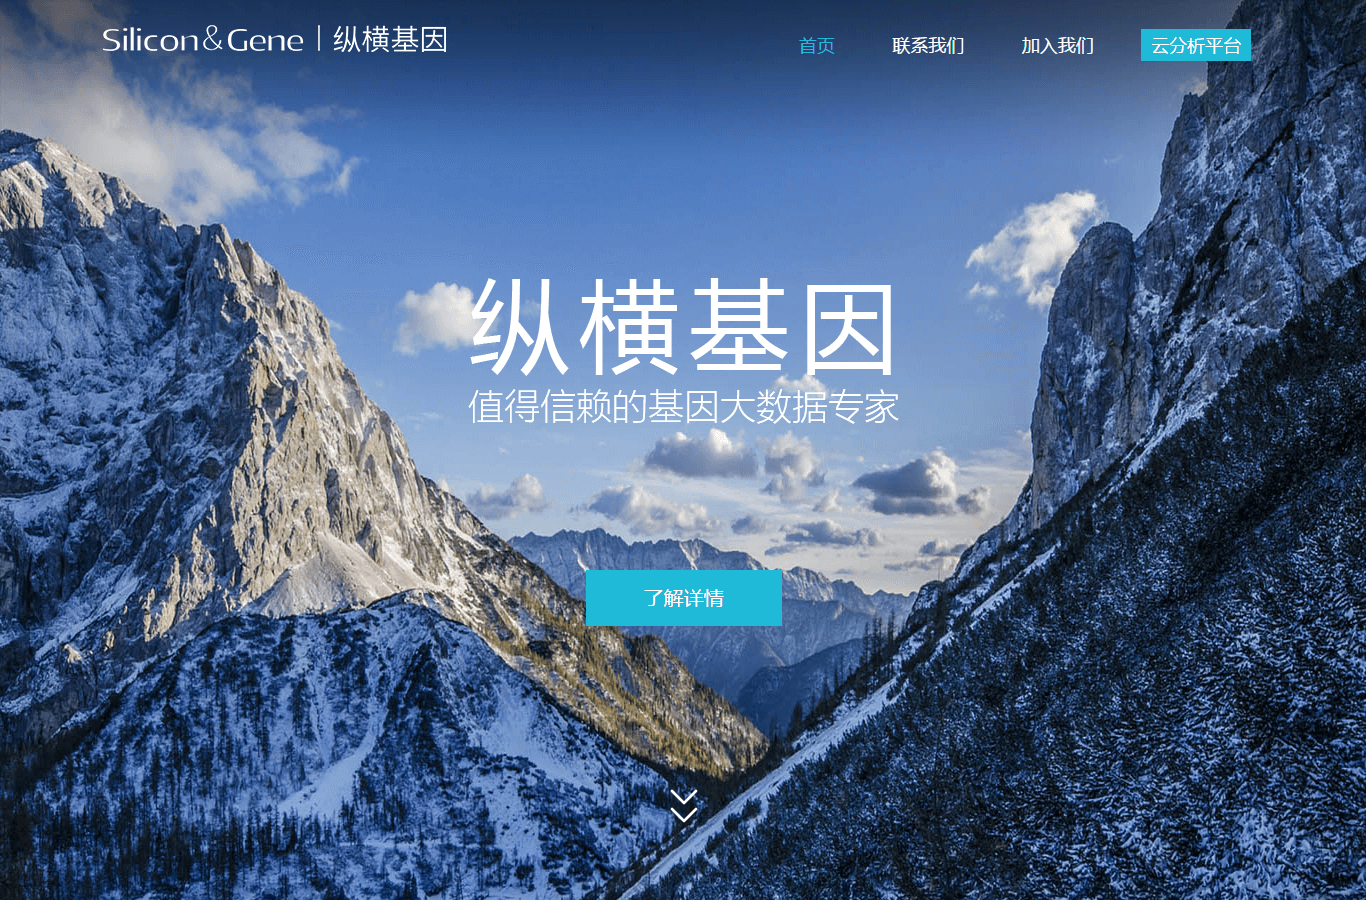 Silicon&Gene | 纵横基因
首页 联系我们 加入我们 云分析平台
纵横基因
值得信赖的基因大数据专家
了解详情